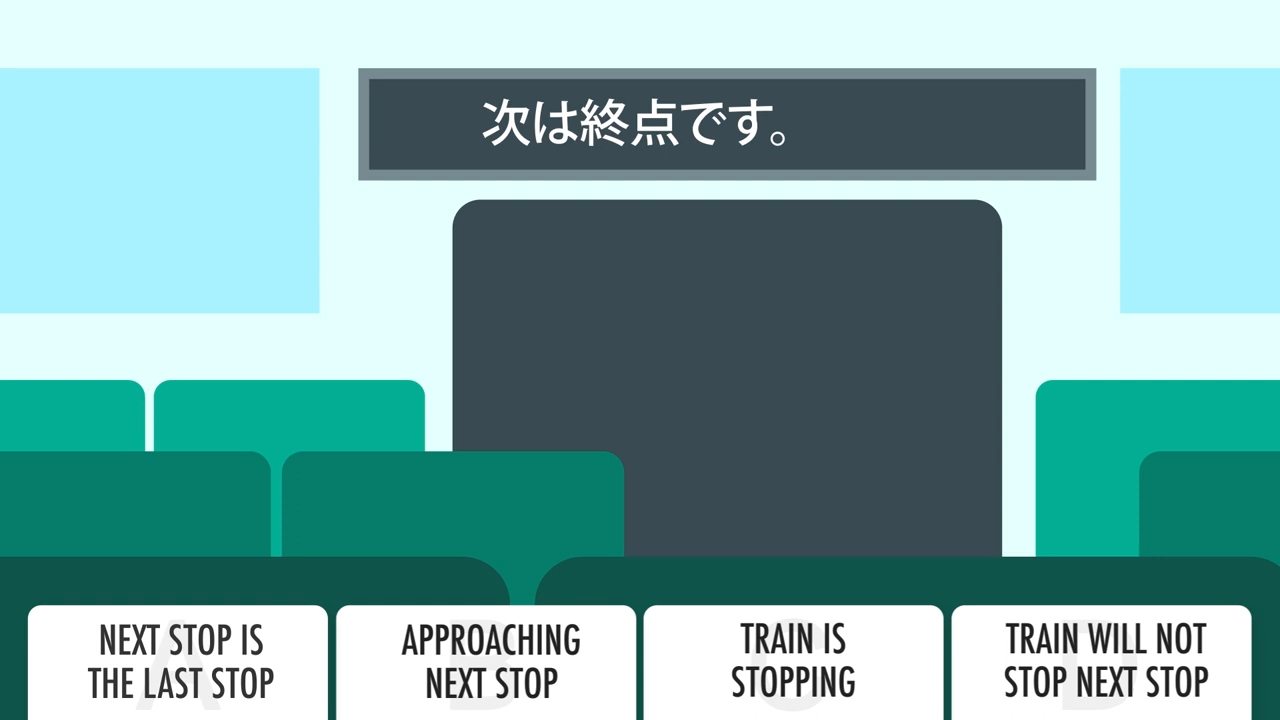 次は終点です。
NEXT STOP IS
THE LAST STOP
A
APPROACHING
NEXT STOP
B
TRAIN IS
STOPPING
C
TRAIN WILL NOT
STOP NEXT STOP
D